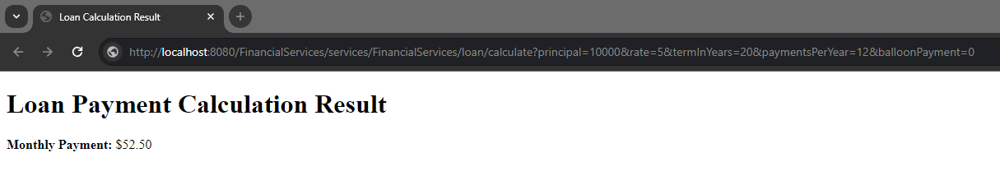 Loan Calculation Result
http://localhost:8080/FinancialServices/services/FinancialServices/loan/calculate?principal=10000&rate=5&termInYears=20&paymentsPerYear=12&balloonPayment=0
Loan Payment Calculation Result
Monthly Payment: $52.50